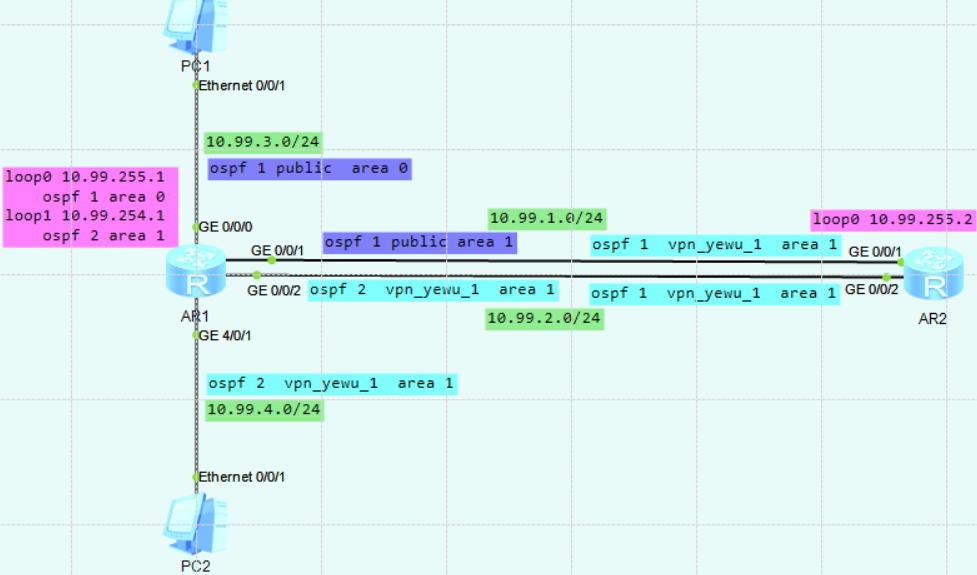 PC1
Ethernet 0/0/1
10.99.3.0/24
ospf 1 public area 0
loop0 10.99.255.1
ospf 1 area 0
loop1 10.99.254.1
ospf 2 area 1
GE 0/0/0
10.99.1.0/24
loop0 10.99.255.2
GE 0/0/1
ospf 1 public area 1
ospf 1 vpn_yewu_1 area 1
GE 0/0/1
R
R
GE 0/0/2
ospf 2 vpn_yewu_1 area 1
ospf 1 vpn_yewu_1 area 1
GE 0/0/2
AR1
10.99.2.0/24
AR2
GE 4/0/1
ospf 2 vpn_yewu_1 area 1
10.99.4.0/24
Ethernet 0/0/1
PC2